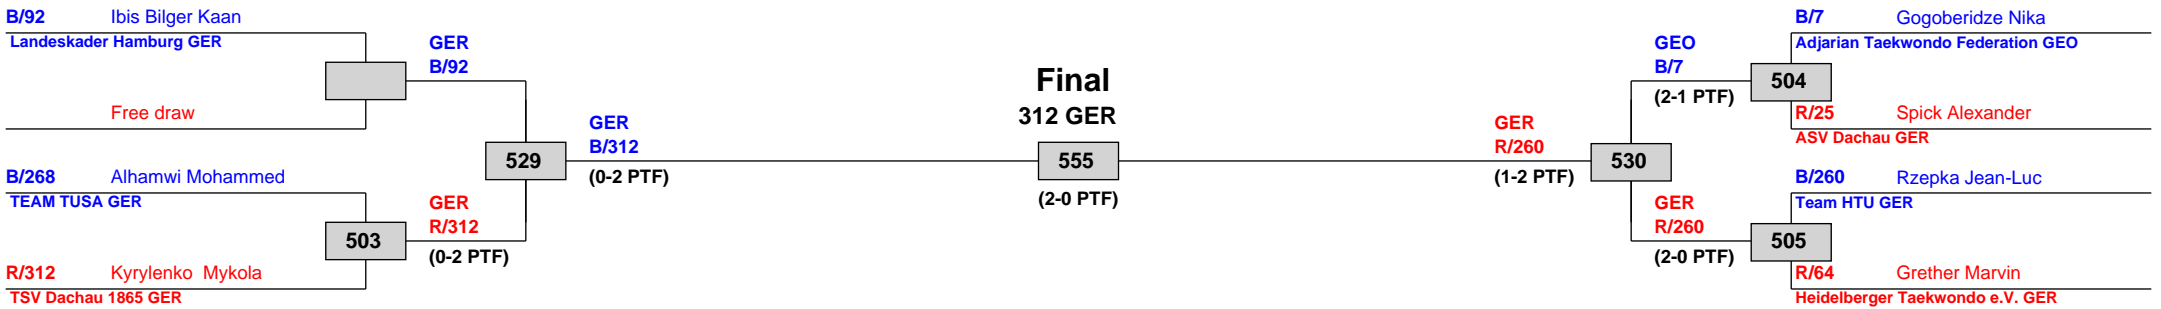 B/92 Ibis Bilger Kaan
Landeskader Hamburg GER
Free draw
GER
B/92
B/268 Alhamwi Mohammed
TEAM TUSA GER
503
R/312 Kyrylenko Mykola
TSV Dachau 1865 GER
GER
R/312
(0-2 PTF)
529
GER
B/312
(0-2 PTF)
Final
312 GER
555
(2-0 PTF)
GER
R/260
(1-2 PTF)
530
GEO
B/7
(2-1 PTF)
GER
R/260
(2-0 PTF)
B/7 Gogoberidze Nika
Adjarian Taekwondo Federation GEO
504
R/25 Spick Alexander
ASV Dachau GER
B/260 Rzepka Jean-Luc
Team HTU GER
505
R/64 Grether Marvin
Heidelberger Taekwondo e.V. GER